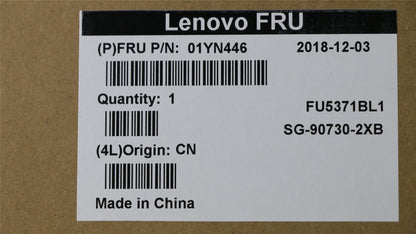 Lenovo FRU
(P)FRU P/N: 01YN446 2018-12-03
Quantity: 1
FU5371BL1
SG-90730-2XB
(4L)Origin: CN
Made in China